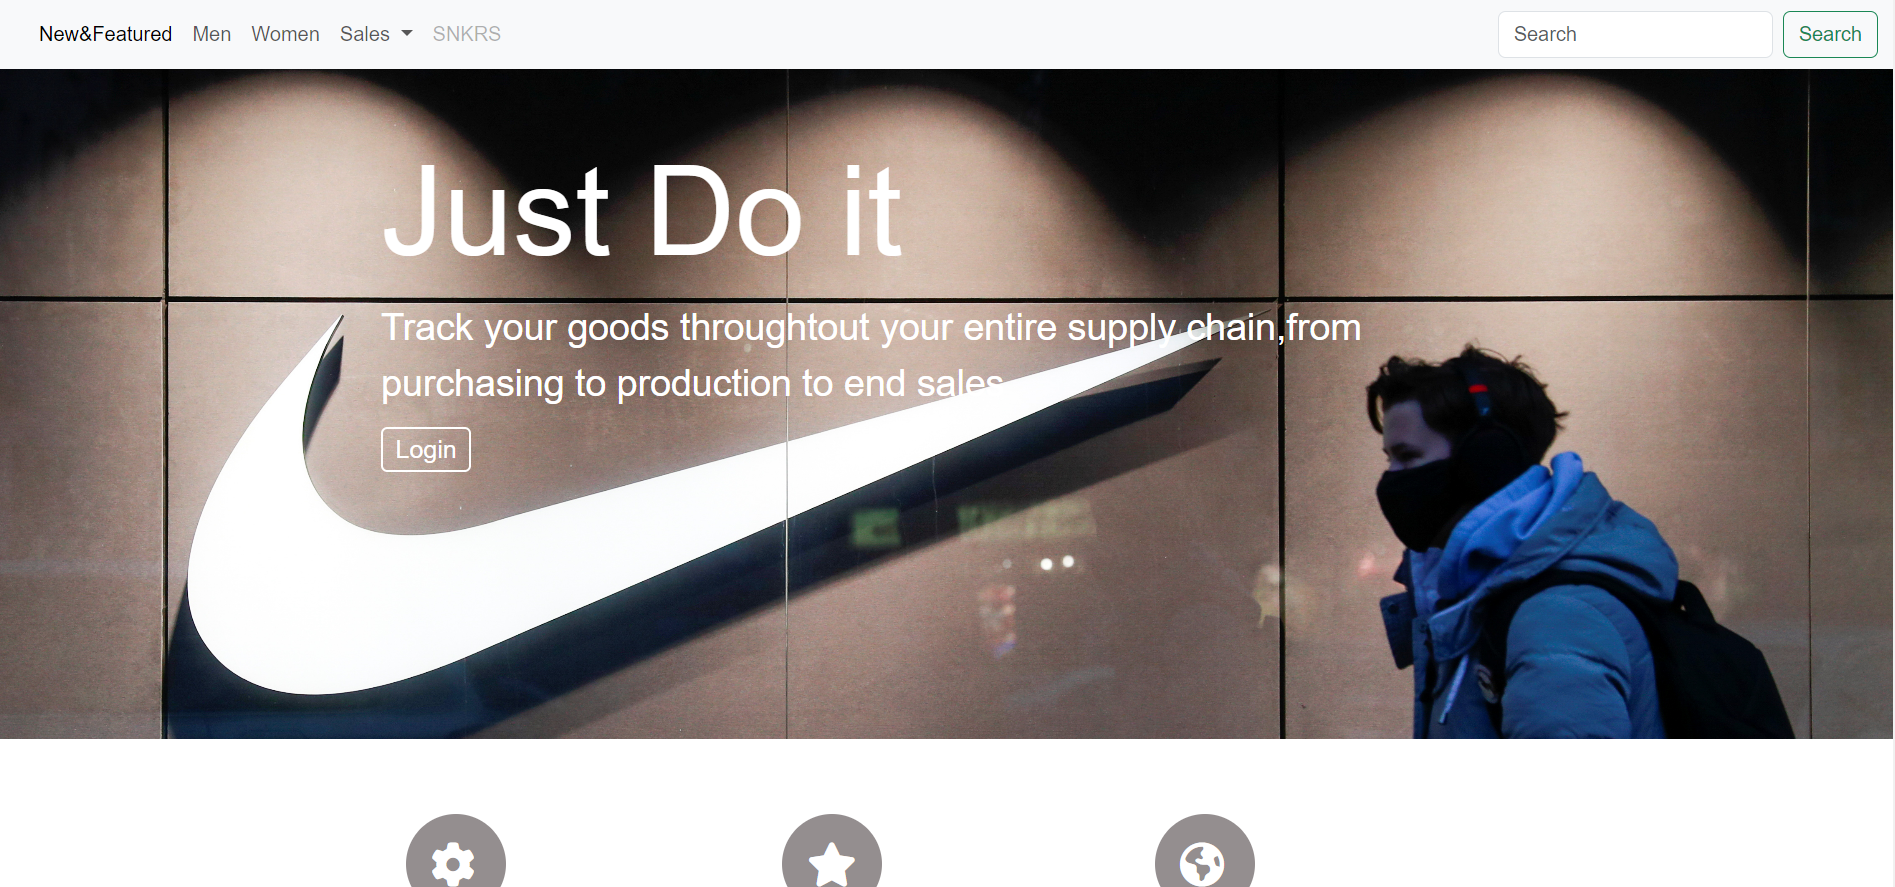 New&Featured Men Women Sales SNKRS Search Search
Just Do it
Track your goods throughtout your entire supply chain,from
purchasing to production to end sales
Login